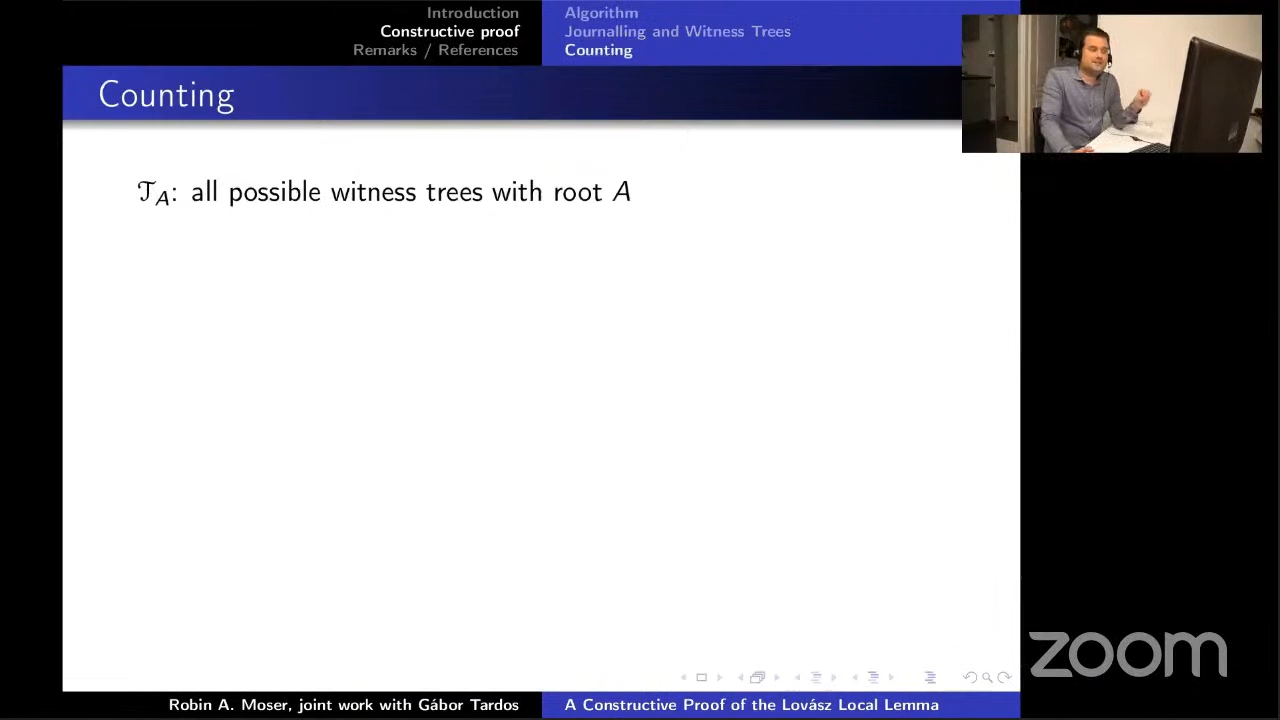 Introduction
Constructive proof
Remarks / References
Algorithm
Journalling and Witness Trees
Counting
Counting
𝒯_A: all possible witness trees with root A
zoom
Robin A. Moser, joint work with Gábor Tardos
A Constructive Proof of the Lovász Local Lemma